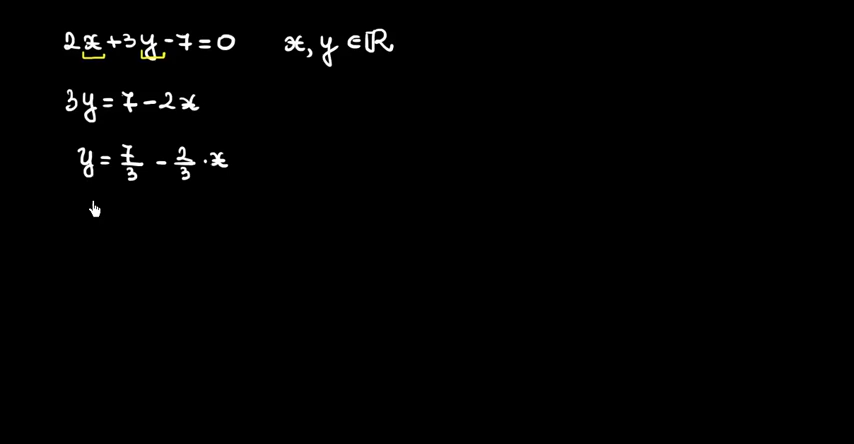 2x+3y-7=0 x, y ∈ ℝ
3y = 7 - 2x
y = 7/3 - 2/3 · x